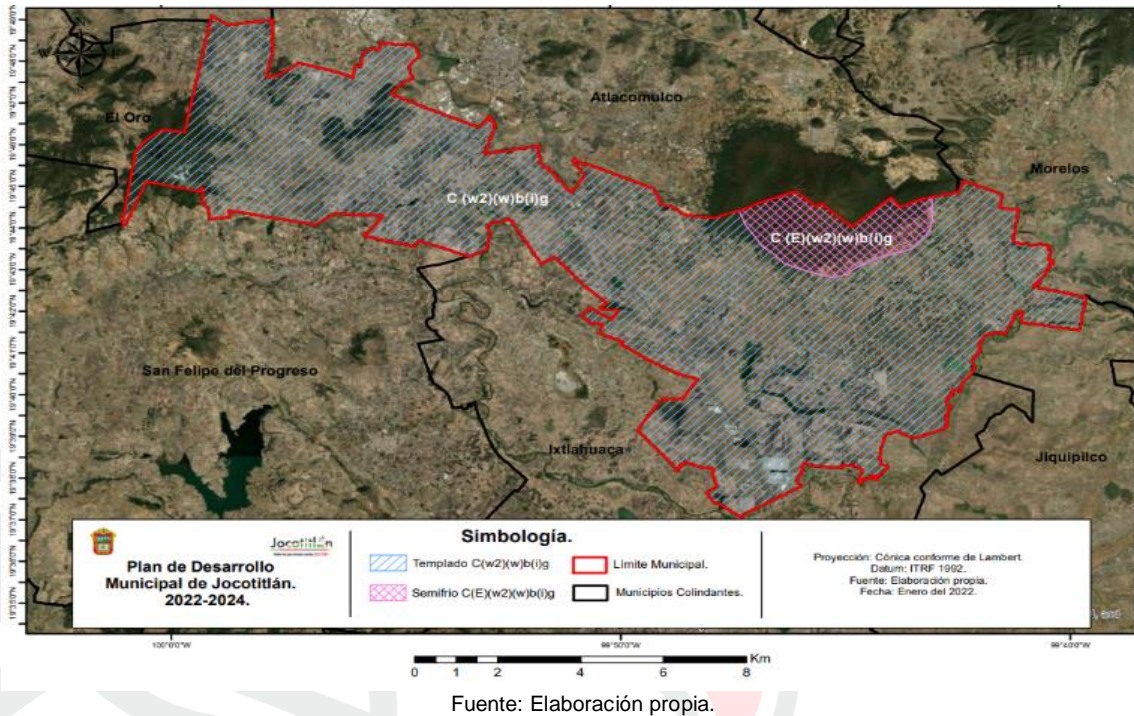 Atlacomulco
El Oro
Morelos
C (w2)(w)b(i)g
C (E)(w2)(w)b(i)g
San Felipe del Progreso
Ixtlahuaca
Jiquipilco
Jocotitlán
Plan de Desarrollo
Municipal de Jocotitlán.
2022-2024.
Simbología.
Templado C(w2)(w)b(i)g
Límite Municipal.
Semifrio C(E)(w2)(w)b(i)g
Municipios Colindantes.
Proyección: Cónica conforme de Lambert.
Datum: ITRF 1992.
Fuente: Elaboración propia.
Fecha: Enero del 2022.
100°0'0"W
99°50'0"W
99°40'0"W
0 1 2 4 6 8 Km
Fuente: Elaboración propia.